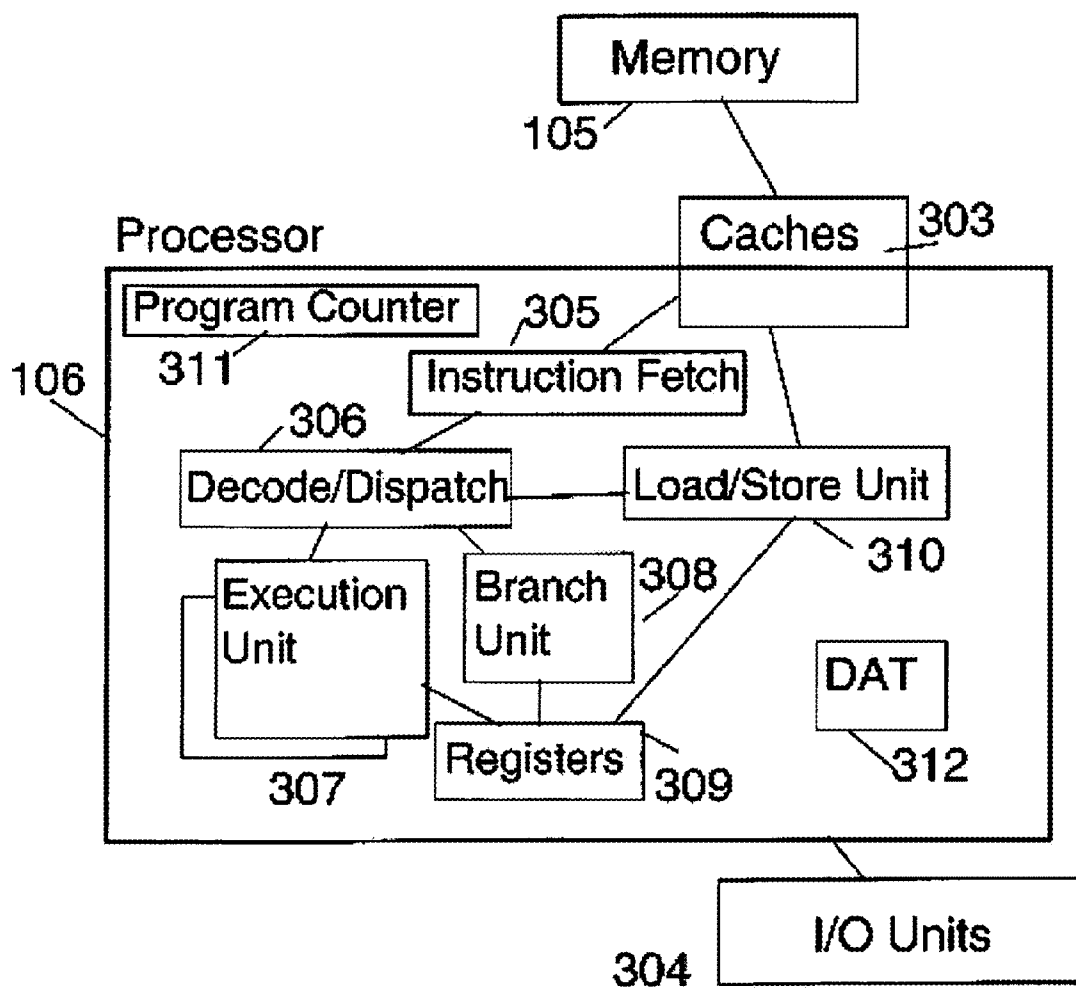 Memory
105
Caches
303
Processor
Program Counter
311
305
Instruction Fetch
106
306
Decode/Dispatch
Load/Store Unit
310
Execution
Unit
307
Branch
Unit
308
Registers
309
DAT
312
I/O Units
304